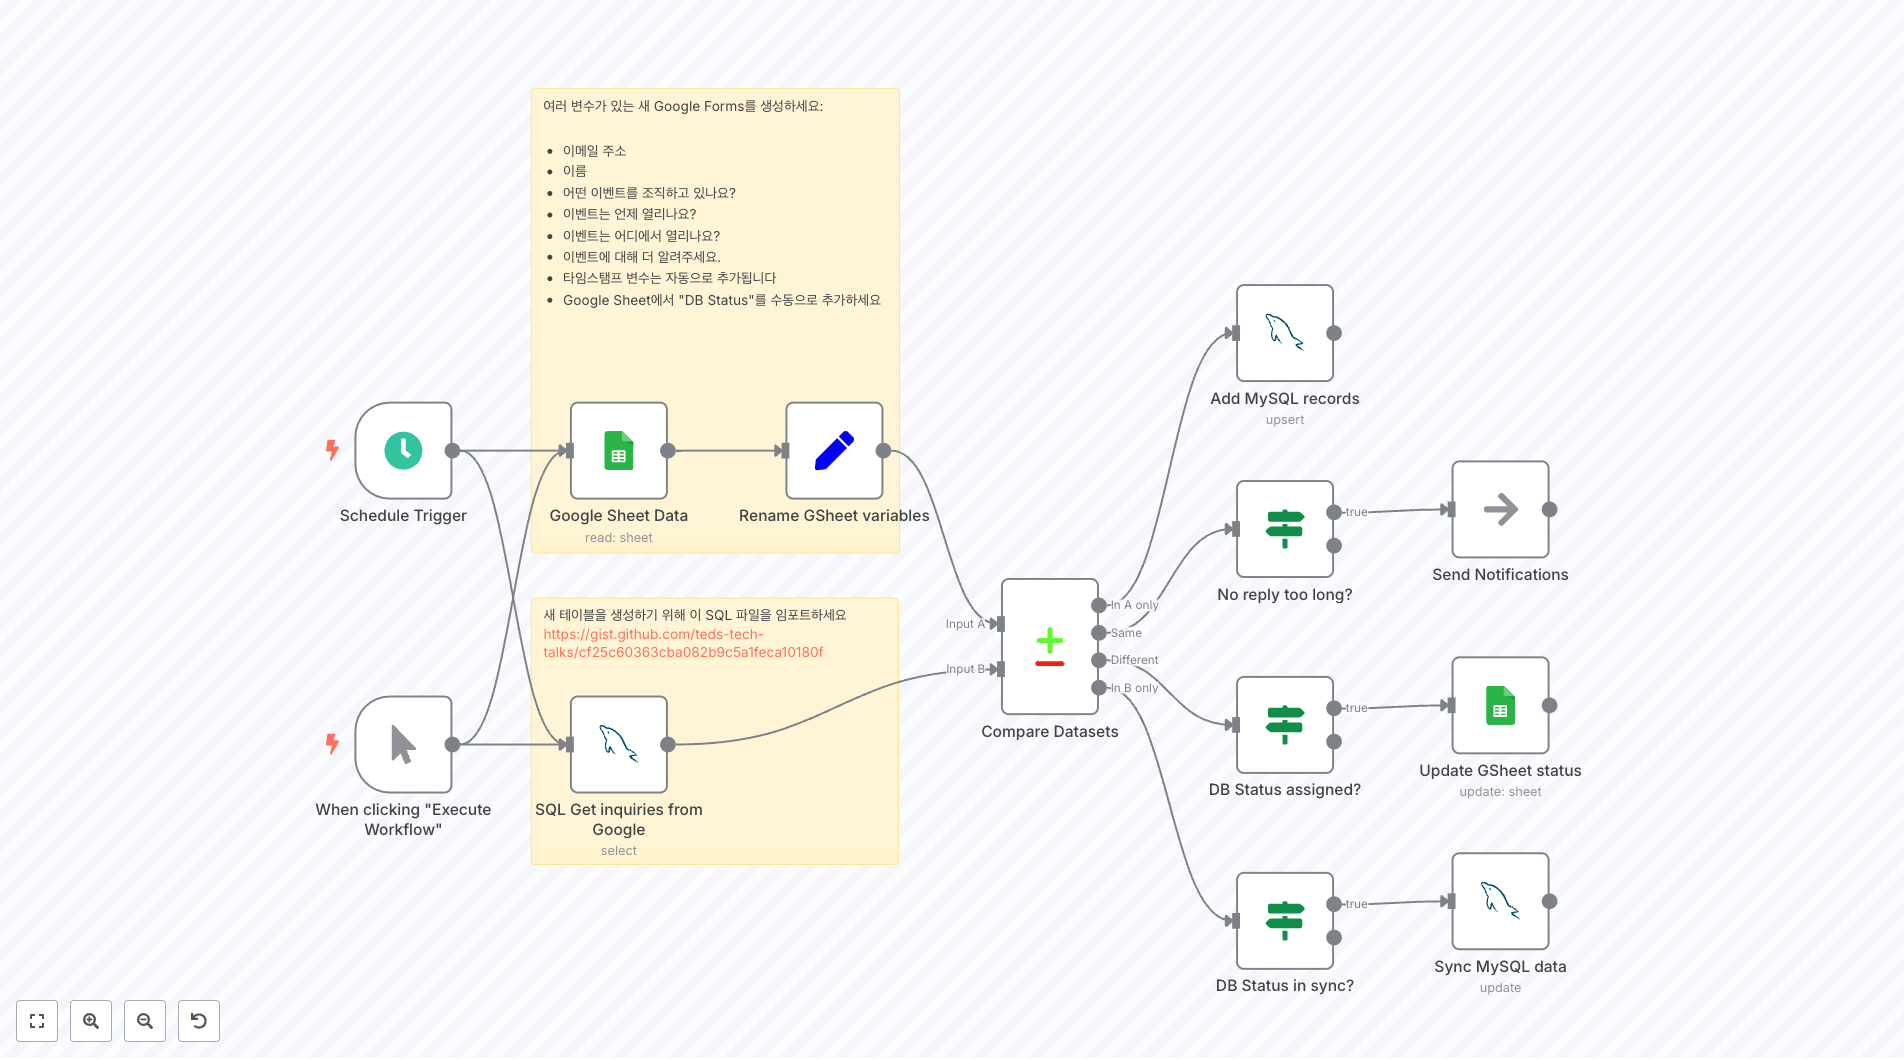 여러 변수가 있는 새 Google Forms를 생성하세요:
이메일 주소
이름
어떤 이벤트를 조직하고 있나요?
이벤트는 언제 열리나요?
이벤트는 어디에서 열리나요?
이벤트에 대해 더 알려주세요.
타임스탬프 변수는 자동으로 추가됩니다
Google Sheet에서 "DB Status"를 수동으로 추가하세요
Schedule Trigger
Google Sheet Data
read: sheet
Rename GSheet variables
새 테이블을 생성하기 위해 이 SQL 파일을 임포트하세요
https://gist.github.com/teds-tech-
talks/cf25c60363cba082b9c5a1feca10180f
When clicking "Execute
Workflow"
SQL Get inquiries from
Google
select
Input A
Input B
In A only
Same
Different
In B only
Compare Datasets
Add MySQL records
upsert
true
No reply too long?
Send Notifications
true
DB Status assigned?
Update GSheet status
update: sheet
true
DB Status in sync?
Sync MySQL data
update